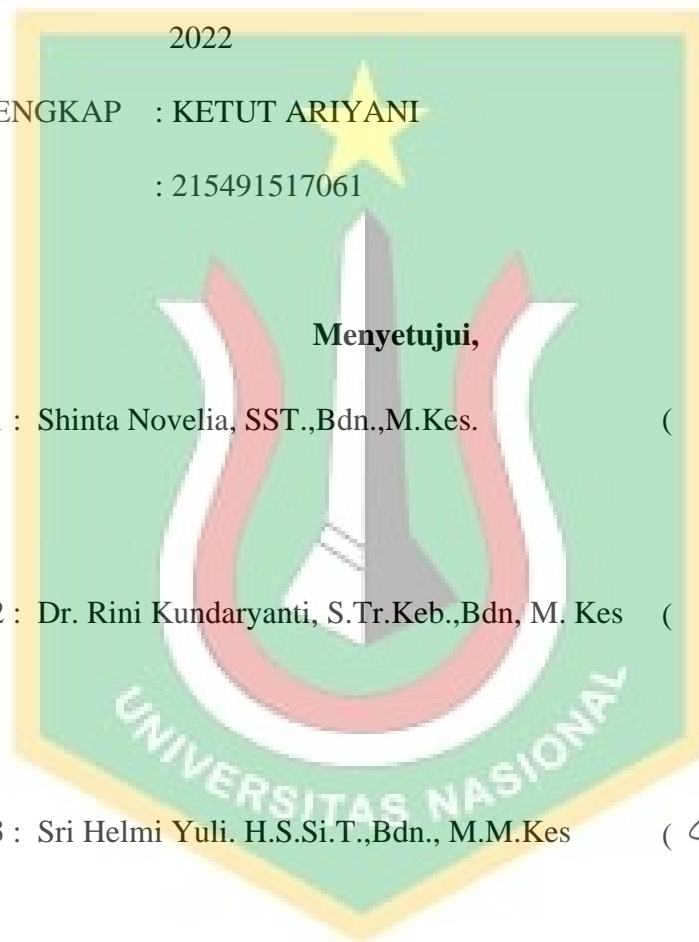 2022
ENGKAP : KETUT ARIYANI
: 215491517061
Menyetujui,
: Shinta Novelia, SST.,Bdn.,M.Kes. (
2 : Dr. Rini Kundaryanti, S.Tr.Keb.,Bdn, M. Kes (
3 : Sri Helmi Yuli. H.S.Si.T.,Bdn., M.M.Kes (
UNIVERSITAS NASIONAL